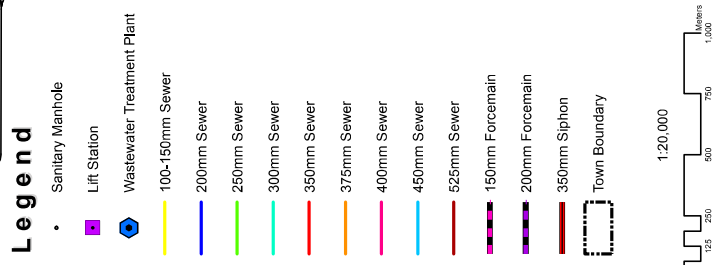 Legend
Sanitary Manhole
Lift Station
Wastewater Treatment Plant
100-150mm Sewer
200mm Sewer
250mm Sewer
300mm Sewer
350mm Sewer
375mm Sewer
400mm Sewer
450mm Sewer
525mm Sewer
150mm Forcemain
200mm Forcemain
350mm Siphon
Town Boundary
1:20,000
125 250 500 750 1,000
Meters